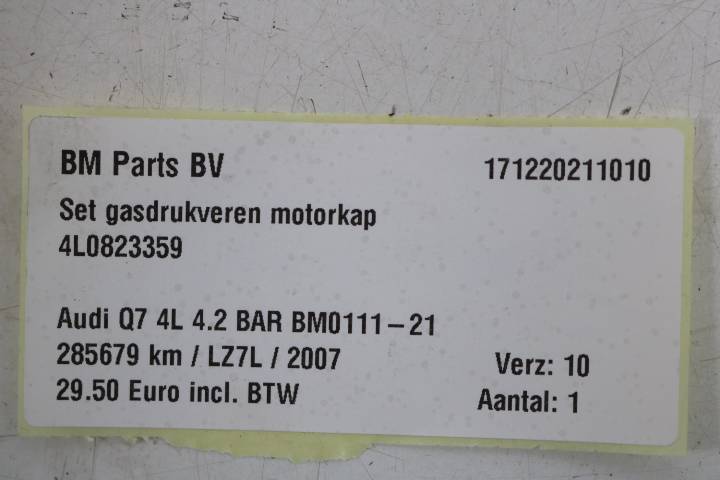 BM Parts BV 171220211010
Set gasdrukveren motorkap
4L0823359
Audi Q7 4L 4.2 BAR BM0111-21
285679 km / LZ7L / 2007 Verz: 10
29.50 Euro incl. BTW Aantal: 1